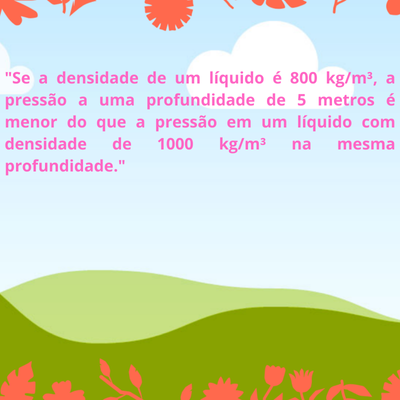 "Se a densidade de um líquido é 800 kg/m³, a
pressão a uma profundidade de 5 metros é
menor do que a pressão em um líquido com
densidade de 1000 kg/m³ na mesma
profundidade."